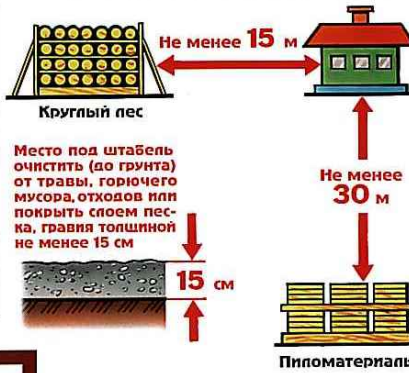 Не менее 15 м
Круглый лес
Место под штабель
очистить (до грунта)
от травы, горючего
мусора, отходов или
покрыть слоем пес-
ка, гравия толщиной
не менее 15 см
15 см
Не менее
30 м
Пиломатериалы